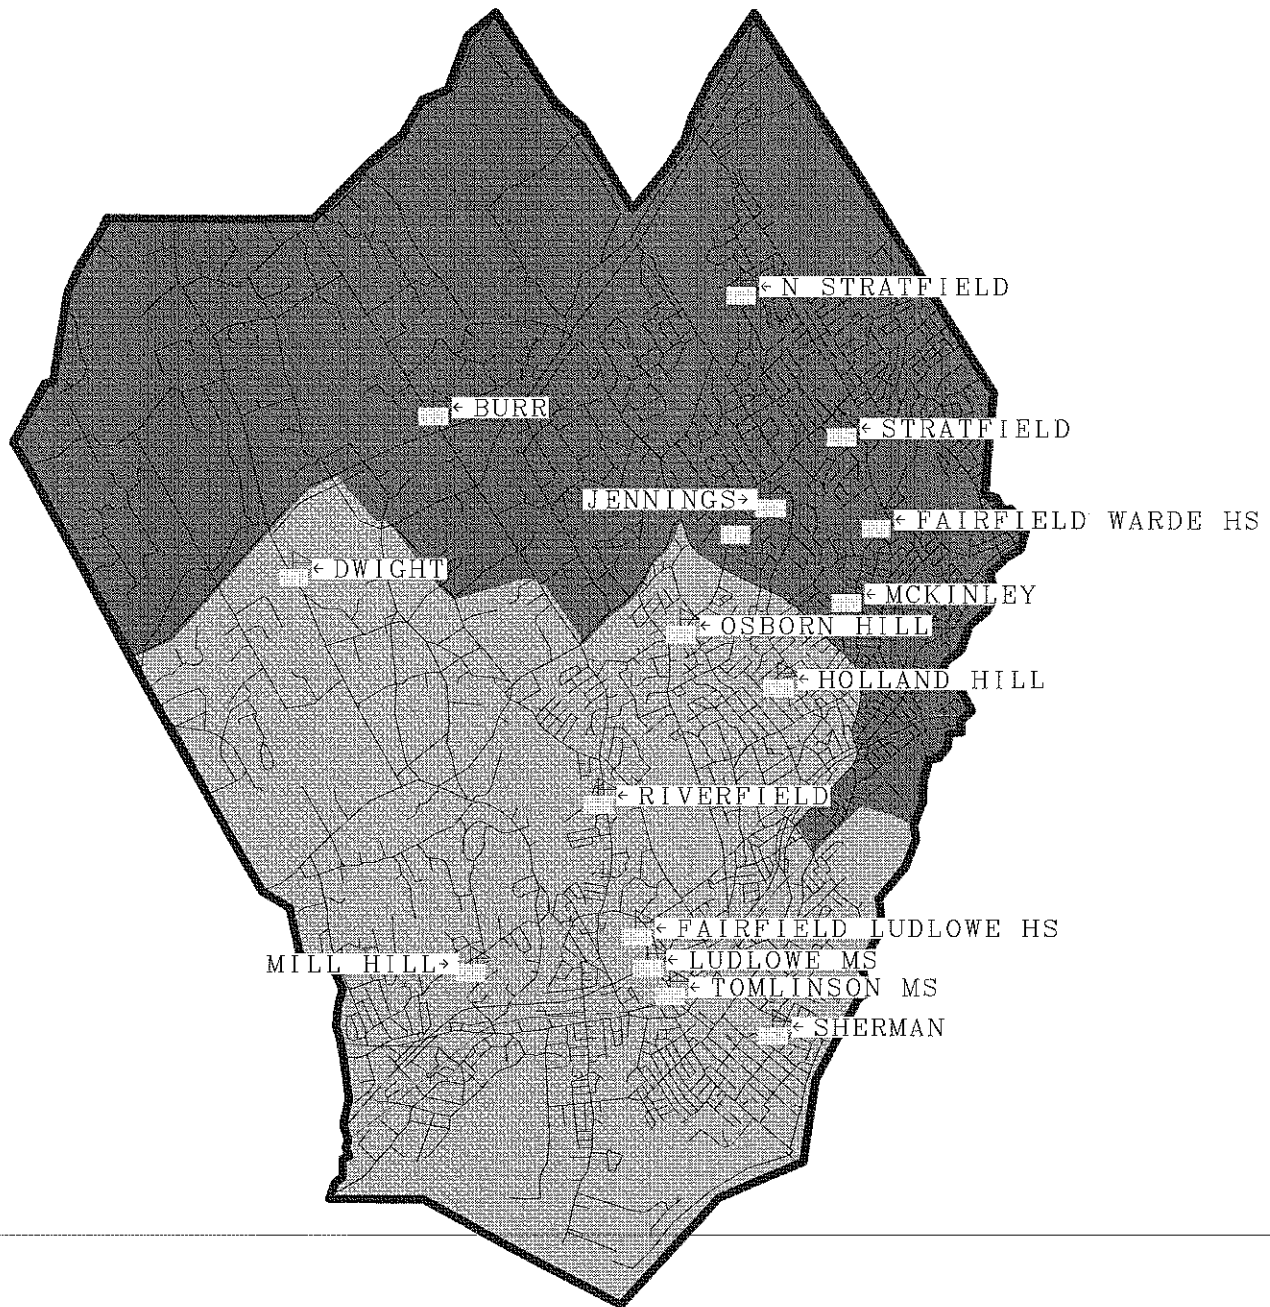 ← N STRATFIELD
← BURR
← STRATFIELD
JENNINGS→
← FAIRFIELD WARDE HS
← DWIGHT
← MCKINLEY
← OSBORN HILL
← HOLLAND HILL
← RIVERFIELD
← FAIRFIELD LUDLOWE HS
MILL HILL→
← LUDLOWE MS
← TOMLINSON MS
← SHERMAN